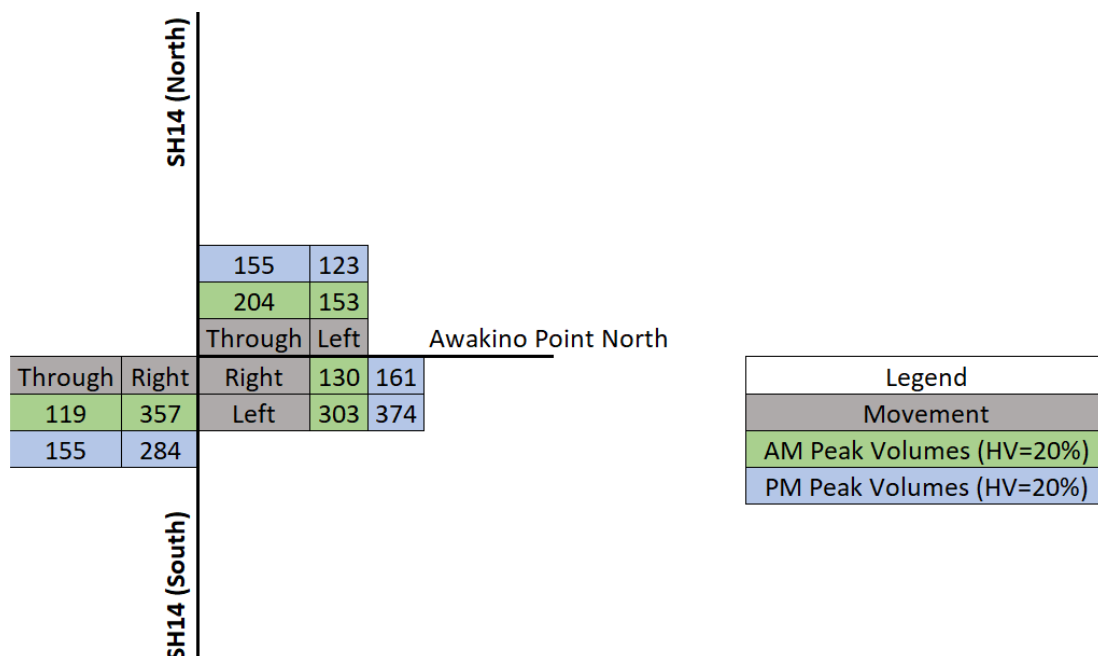 SH14 (North)
155 123
204 153
Through Left
Awakino Point North
Through Right Right 130 161
119 357 Left 303 374
155 284
Legend
Movement
AM Peak Volumes (HV=20%)
PM Peak Volumes (HV=20%)
SH14 (South)